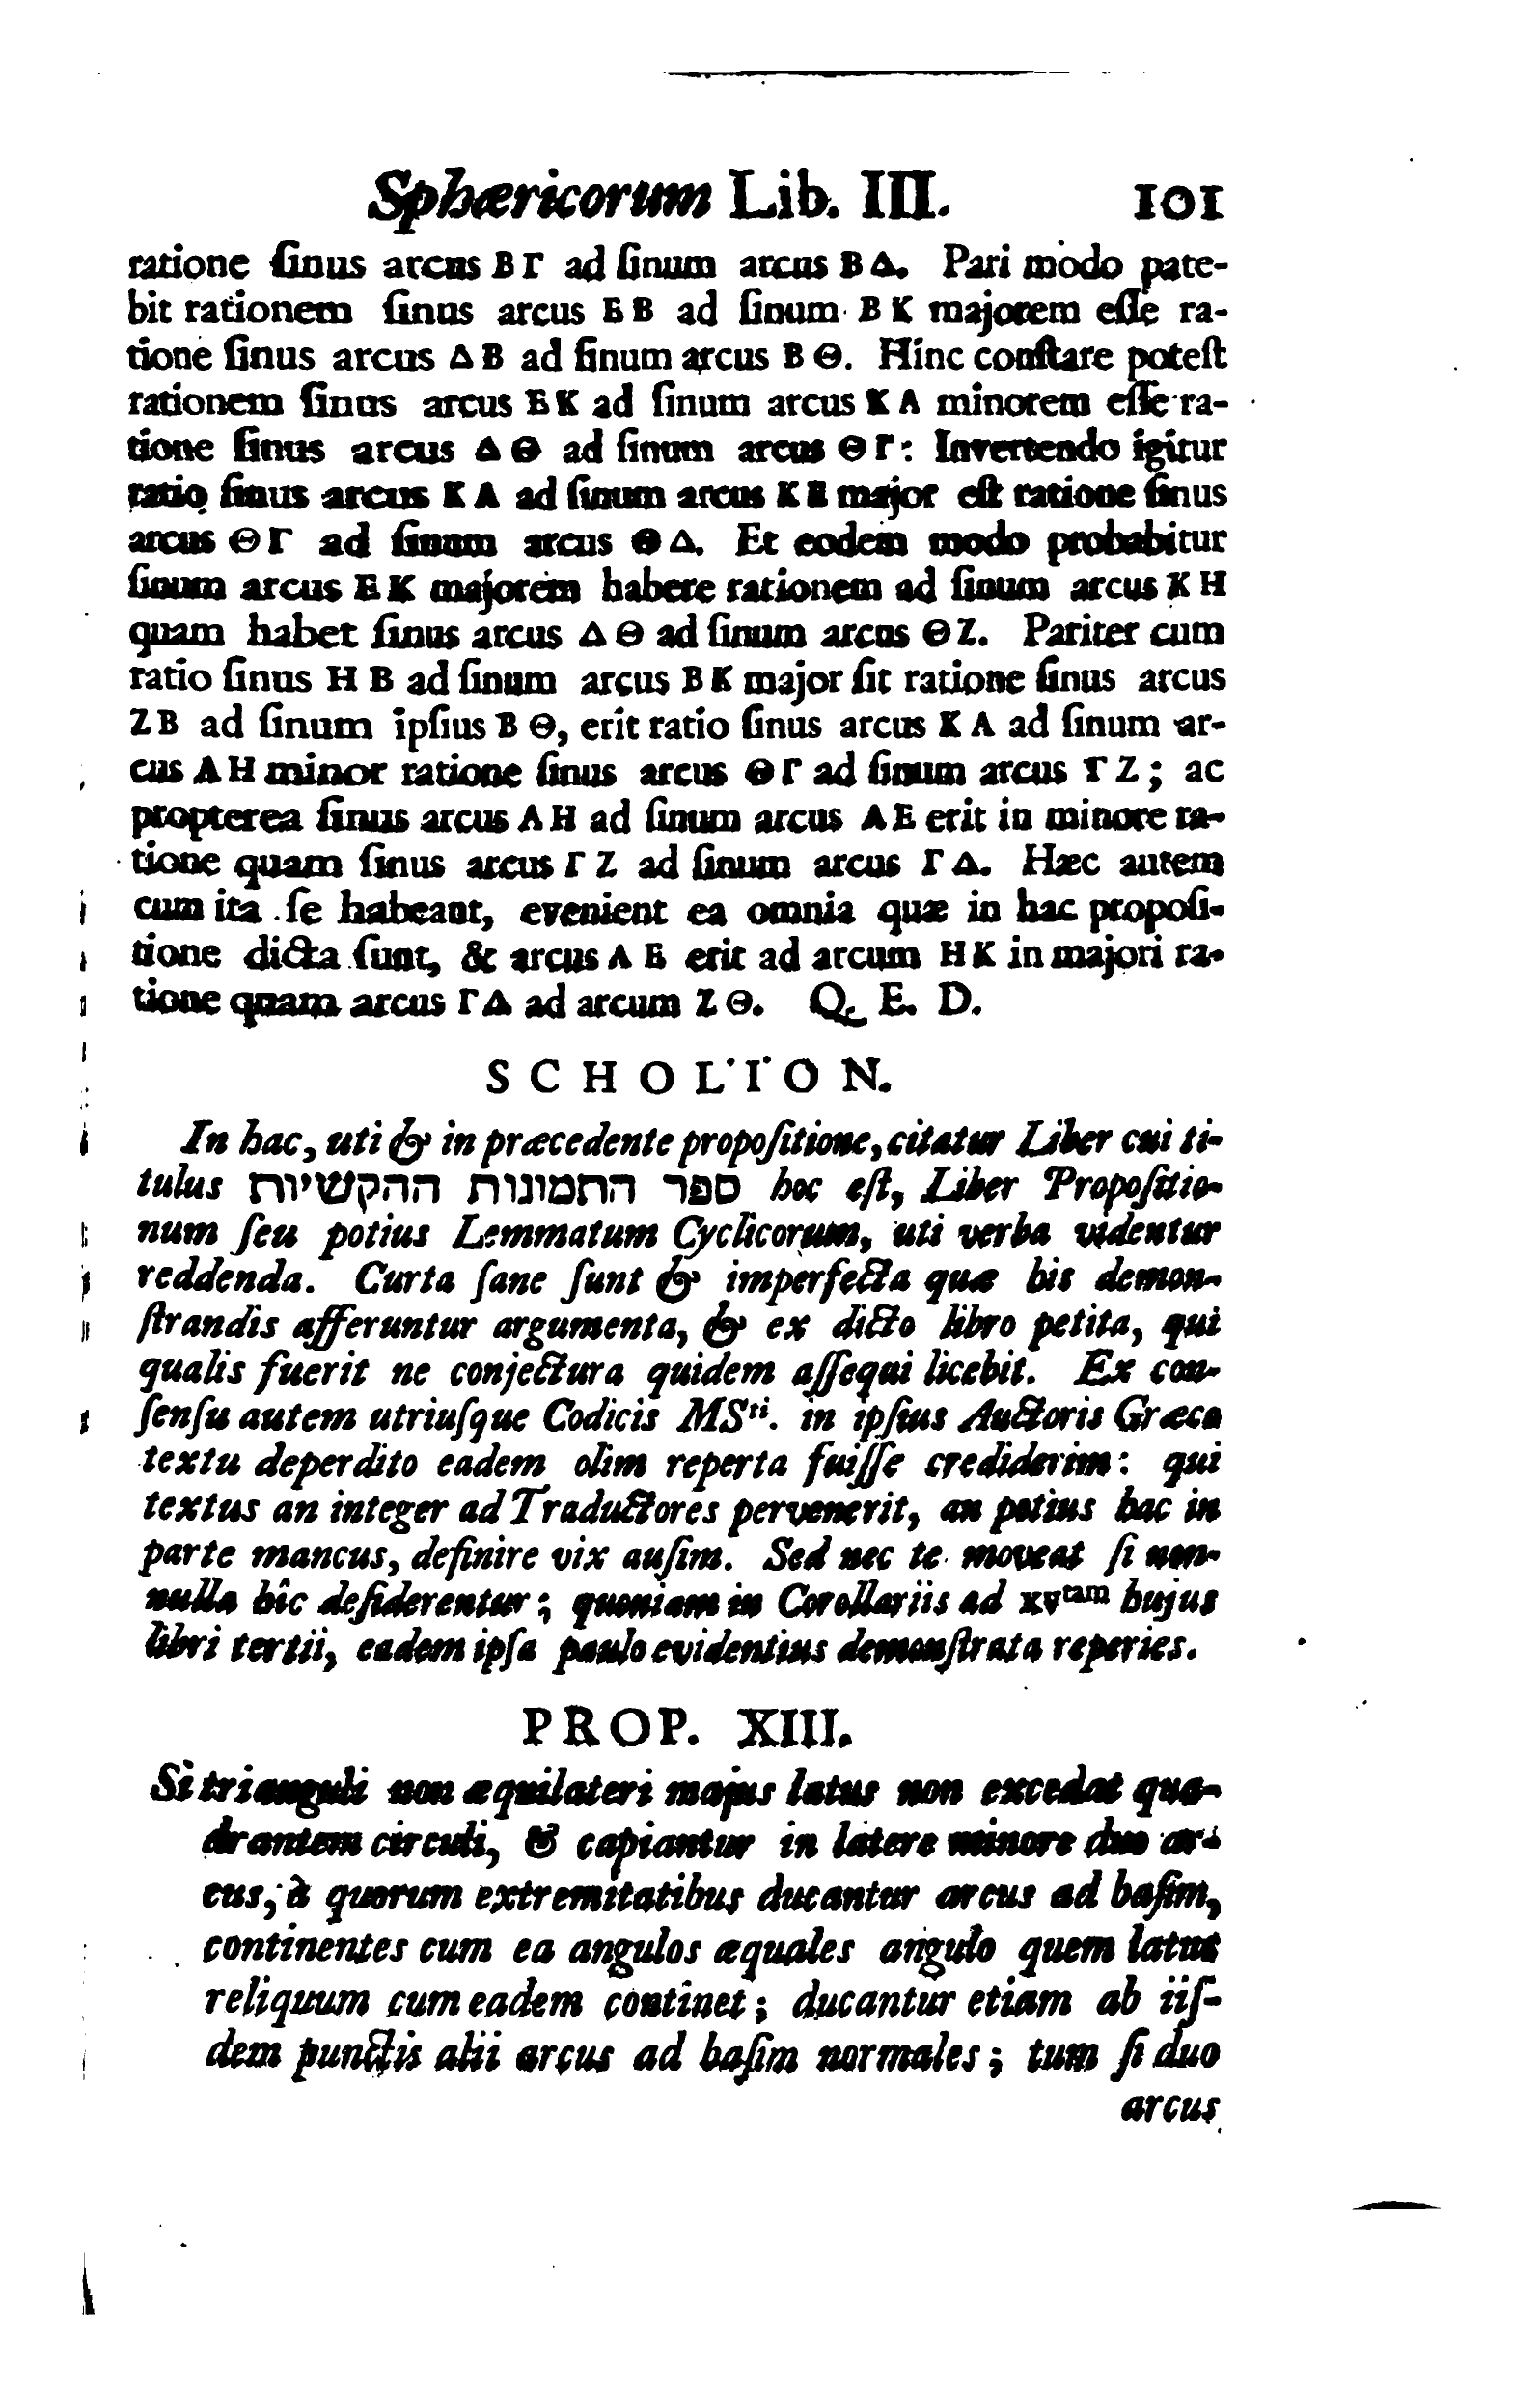 Sphæricorum Lib. III. 101
ratione ſinus arcus Β Γ ad ſinum arcus Β Δ. Pari modo pate-
bit rationem ſinus arcus Ε Β ad ſinum Β Κ majorem eſſe ra-
tione ſinus arcus Δ Β ad ſinum arcus Β Θ. Hinc conſtare poteſt
rationem ſinus arcus Ε Κ ad ſinum arcus Κ Α minorem eſſe ra-
tione ſinus arcus Δ Θ ad ſinum arcus Θ Γ: Invertendo igitur
ratio ſinus arcus Κ Α ad ſinum arcus Κ Ε major eſt ratione ſinus
arcus Θ Γ ad ſinum arcus Θ Δ. Et eodem modo probabitur
ſinum arcus Ε Κ majorem habere rationem ad ſinum arcus Κ Η
quam habet ſinus arcus Δ Θ ad ſinum arcus Θ Ζ. Pariter cum
ratio ſinus Η Β ad ſinum arcus Β Κ major ſit ratione ſinus arcus
Ζ Β ad ſinum ipſius Β Θ, erit ratio ſinus arcus Κ Α ad ſinum ar-
cus Α Η minor ratione ſinus arcus Θ Γ ad ſinum arcus Γ Ζ; ac
propterea ſinus arcus Α Η ad ſinum arcus Α Ε erit in minore ra-
tione quam ſinus arcus Γ Ζ ad ſinum arcus Γ Δ. Hæc autem
cum ita ſe habeant, evenient ea omnia quæ in hac propoſi-
tione dicta ſunt, & arcus Α Ε erit ad arcum Η Κ in majori ra-
tione quam arcus Γ Δ ad arcum Ζ Θ. Q. E. D.
SCHOLION.
In hac, uti & in præcedente propoſitione, citatur Liber cui ti-
tulus ספר התמונות ההקשיות hoc eſt, Liber Propoſitio-
num ſeu potius Lemmatum Cyclicorum, uti verba videntur
reddenda. Curta ſane ſunt & imperfecta quæ his demon-
ſtrandis afferuntur argumenta, & ex dicto libro petita, qui
qualis fuerit ne conjectura quidem aſſequi licebit. Ex con-
ſenſu autem utriuſque Codicis MSti. in ipſius Auctoris Græco
textu deperdito eadem olim reperta fuiſſe crediderim: qui
textus an integer ad Traductores pervenerit, an potius hac in
parte mancus, definire vix auſim. Sed nec te moveat ſi non-
nulla hîc deſiderentur; quoniam in Corollariis ad xvtam hujus
libri tertii, eadem ipſa paulo evidentius demonſtrata reperies.
PROP. XIII.
Si trianguli non æquilateri majus latus non excedat qua-
drantem circuli, & capiantur in latere minore duo ar-
cus, à quorum extremitatibus ducantur arcus ad baſim,
continentes cum ea angulos æquales angulo quem latus
reliquum cum eadem continet; ducantur etiam ab iiſ-
dem punctis alii arcus ad baſim normales; tum ſi duo
arcus